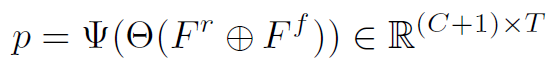 p = Ψ(Θ(F^r ⊕ F^f)) ∈ ℝ^{(C+1)×T}